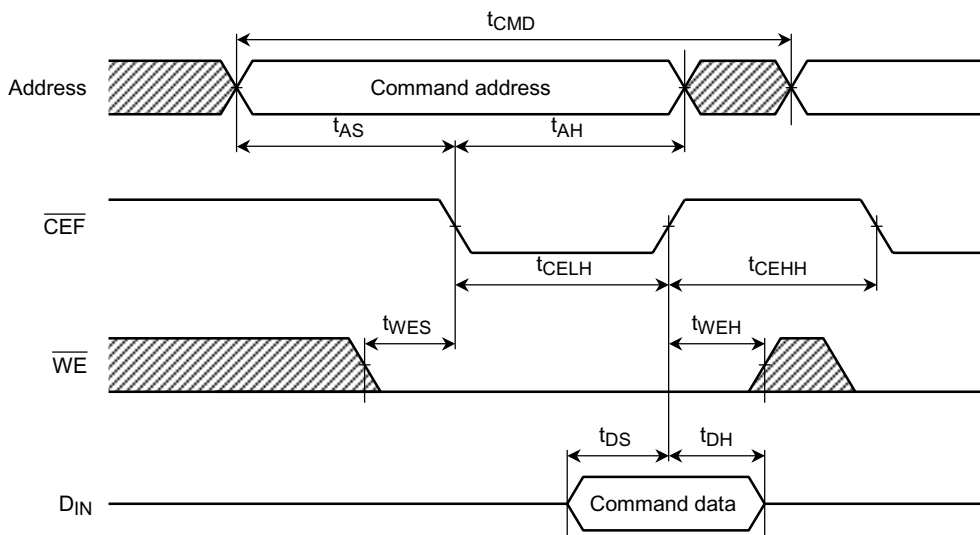 tCMD
Address
Command address
tAS
tAH
CEF
tCELH
tCEHH
tWES
tWEH
WE
tDS
tDH
DIN
Command data